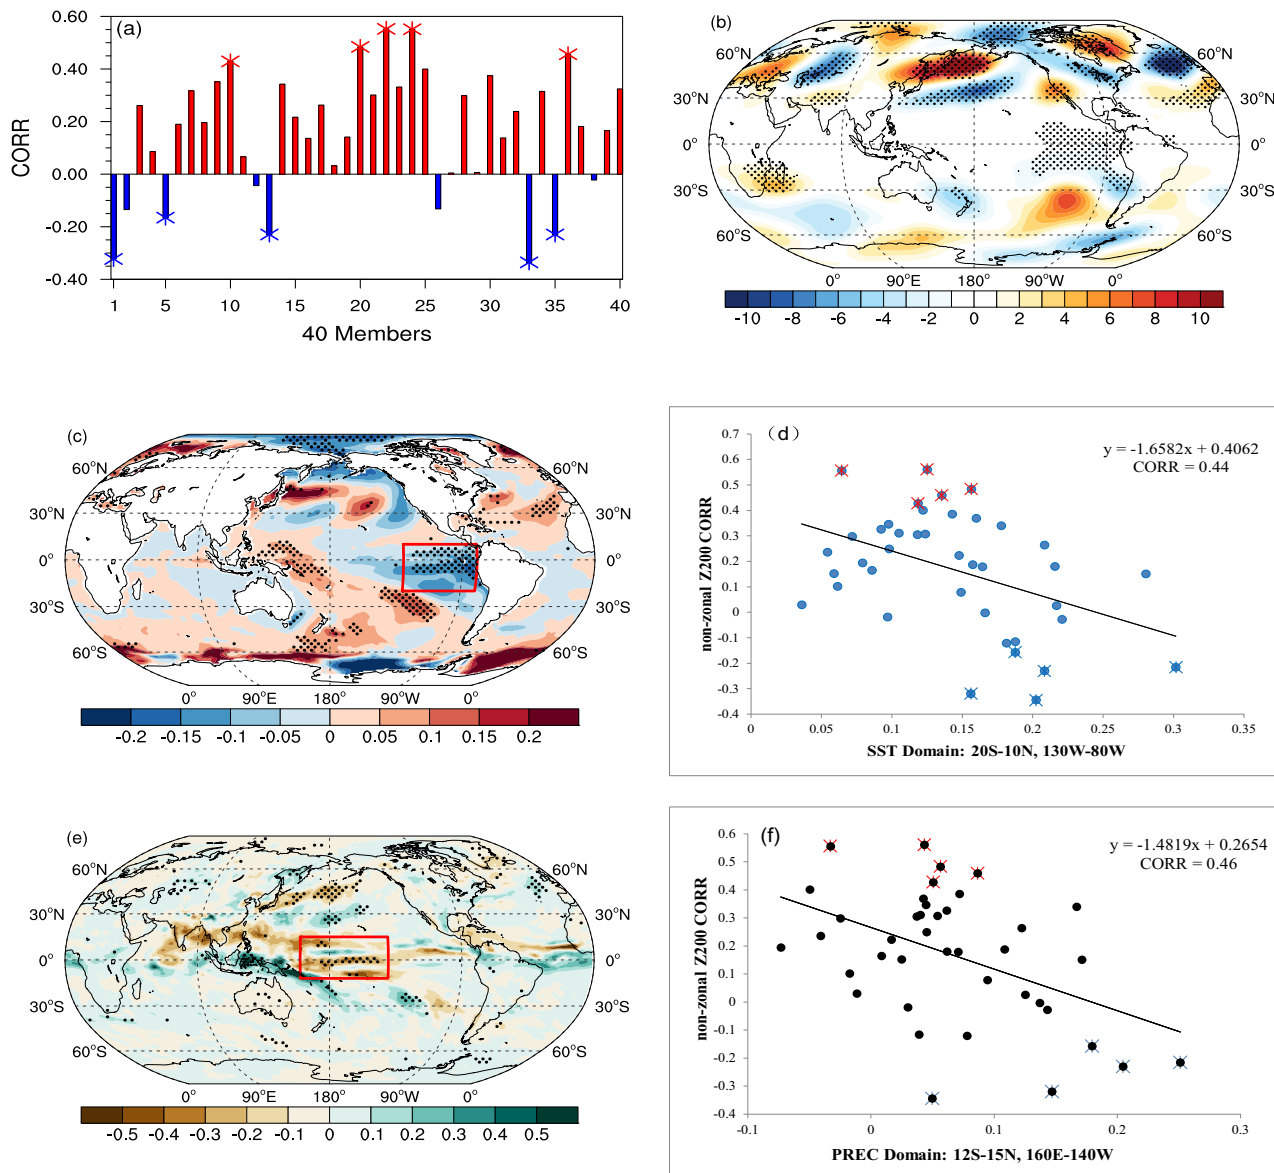 (a)
0.60
0.40
0.20
0.00
-0.20
-0.40
CORR
1
5
10
15
20
25
30
35
40
40 Members
(b)
60°N
60°N
30°N
30°N
0°
0°
30°S
30°S
60°S
60°S
0°
90°E
180°
90°W
0°
-10
-8
-6
-4
-2
0
2
4
6
8
10
(c)
60°N
60°N
30°N
30°N
0°
0°
30°S
30°S
60°S
60°S
0°
90°E
180°
90°W
0°
-0.2
-0.15
-0.1
-0.05
0
0.05
0.1
0.15
0.2
(d)
y = -1.6582x + 0.4062
CORR = 0.44
0.7
0.6
0.5
0.4
0.3
0.2
0.1
0
-0.1
-0.2
-0.3
-0.4
non-zonal Z200 CORR
0
0.05
0.1
0.15
0.2
0.25
0.3
0.35
SST Domain: 20S-10N, 130W-80W
(e)
60°N
60°N
30°N
30°N
0°
0°
30°S
30°S
60°S
60°S
0°
90°E
180°
90°W
0°
-0.5
-0.4
-0.3
-0.2
-0.1
0
0.1
0.2
0.3
0.4
0.5
(f)
y = -1.4819x + 0.2654
CORR = 0.46
0.6
0.5
0.4
0.3
0.2
0.1
0
-0.1
-0.2
-0.3
-0.4
non-zonal Z200 CORR
-0.1
0
0.1
0.2
0.3
PREC Domain: 12S-15N, 160E-140W